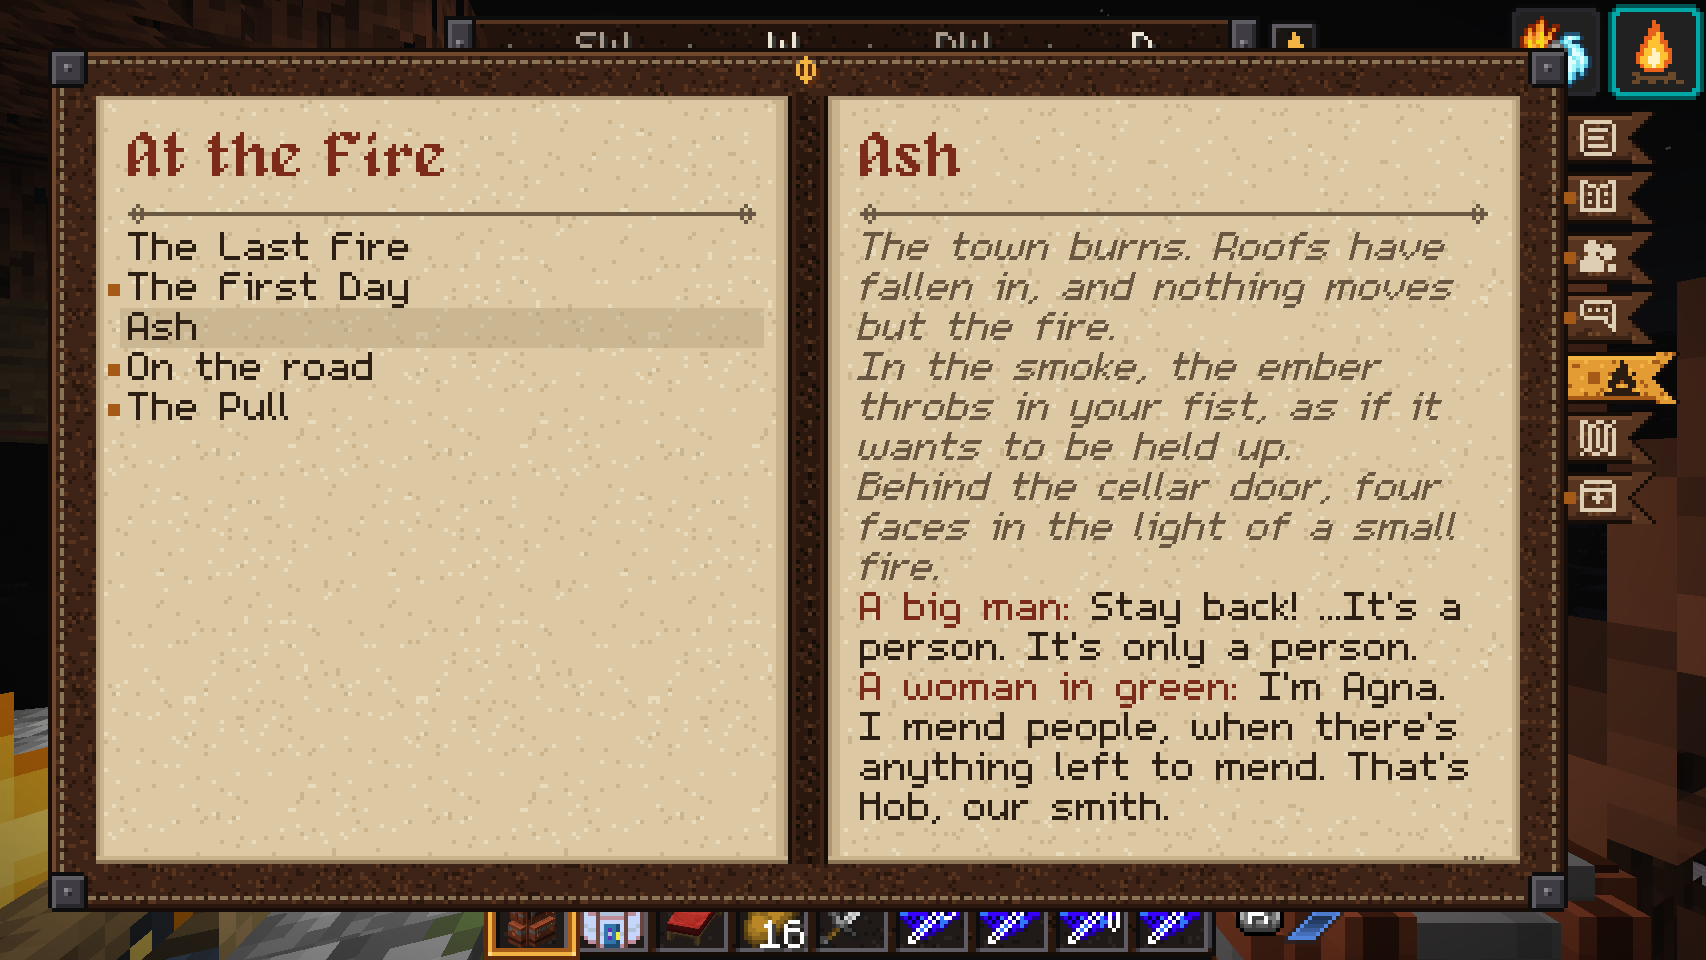 At the Fire
The Last Fire
The First Day
Ash
On the road
The Pull
Ash
The town burns. Roofs have
fallen in, and nothing moves
but the fire.
In the smoke, the ember
throbs in your fist, as if it
wants to be held up.
Behind the cellar door, four
faces in the light of a small
fire.
A big man: Stay back! ...It's a
person. It's only a person.
A woman in green: I'm Agna.
I mend people, when there's
anything left to mend. That's
Hob, our smith.
...
16